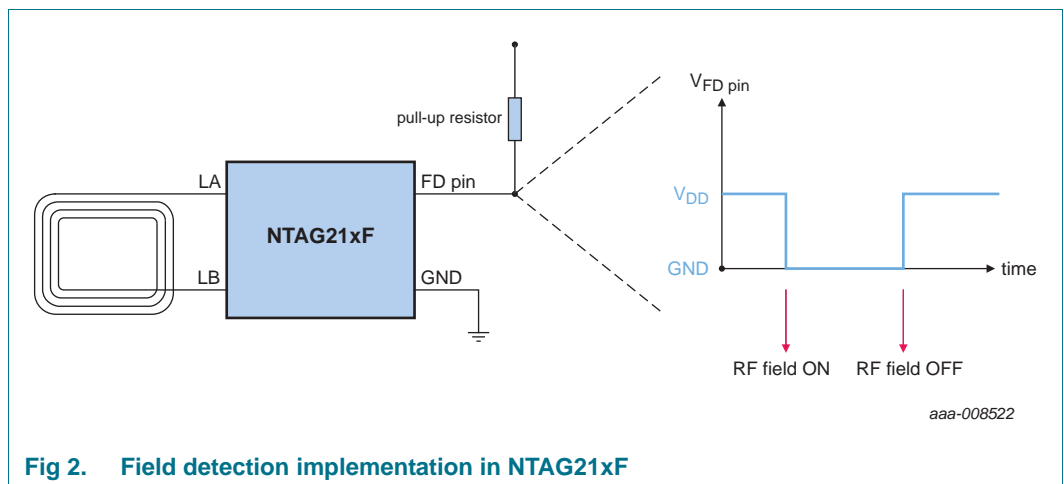 pull-up resistor
LA
FD pin
NTAG21xF
LB
GND
VFD pin
VDD
GND
time
RF field ON
RF field OFF
aaa-008522
Fig 2. Field detection implementation in NTAG21xF